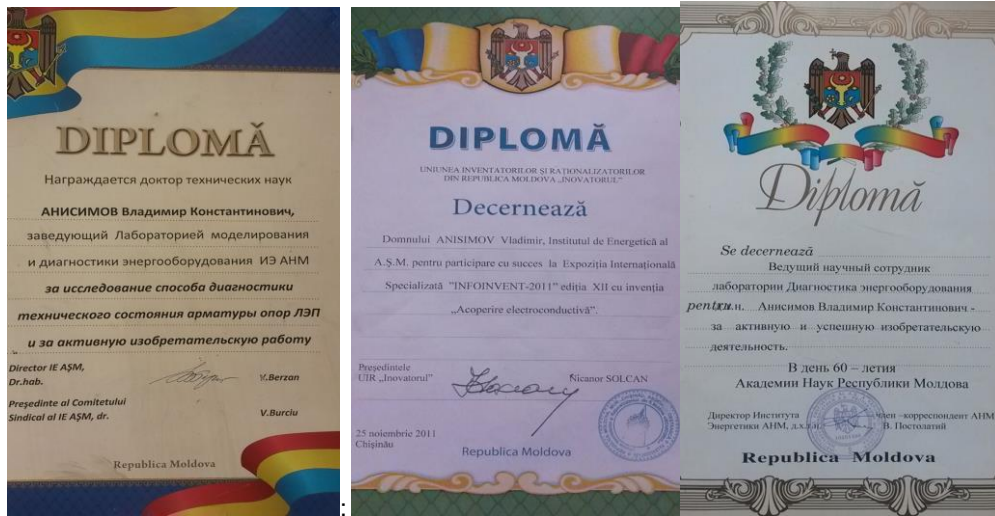 DIPLOMĂ
Награждается доктор технических наук
АНИСИМОВ Владимир Константинович,
заведующий Лабораторией моделирования
и диагностики энергооборудования ИЭ АНМ
за исследование способа диагностики
технического состояния арматуры опор ЛЭП
и за активную изобретательскую работу
Director IE AŞM,
Dr.hab.
V.Berzan
Preşedinte al Comitetului
Sindical al IE AŞM, dr.
V.Burciu
Republica Moldova
:
DIPLOMĂ
UNIUNEA INVENTATORILOR ŞI RAŢIONALIZATORILOR
DIN REPUBLICA MOLDOVA „INOVATORUL"
Decernează
Domnului ANISIMOV Vladimir, Institutul de Energetică al
A.Ş.M. pentru participare cu succes la Expoziţia Internaţională
Specializată "INFOINVENT-2011" ediţia XII cu invenţia
„Acoperire electroconductivă".
Preşedintele
UIR „Inovatorul"
Nicanor SOLCAN
25 noiembrie 2011
Chişinău
Republica Moldova
Diplomă
Se decernează
Ведущий научный сотрудник
лаборатории Диагностика энергооборудования
pentru
Анисимов Владимир Константинович -
за активную и успешную изобретательскую
деятельность.
В день 60 – летия
Академии Наук Республики Молдова
Директор Института член –корреспондент АНМ
Энергетики АНМ, В. Постолатий
Republica Moldova